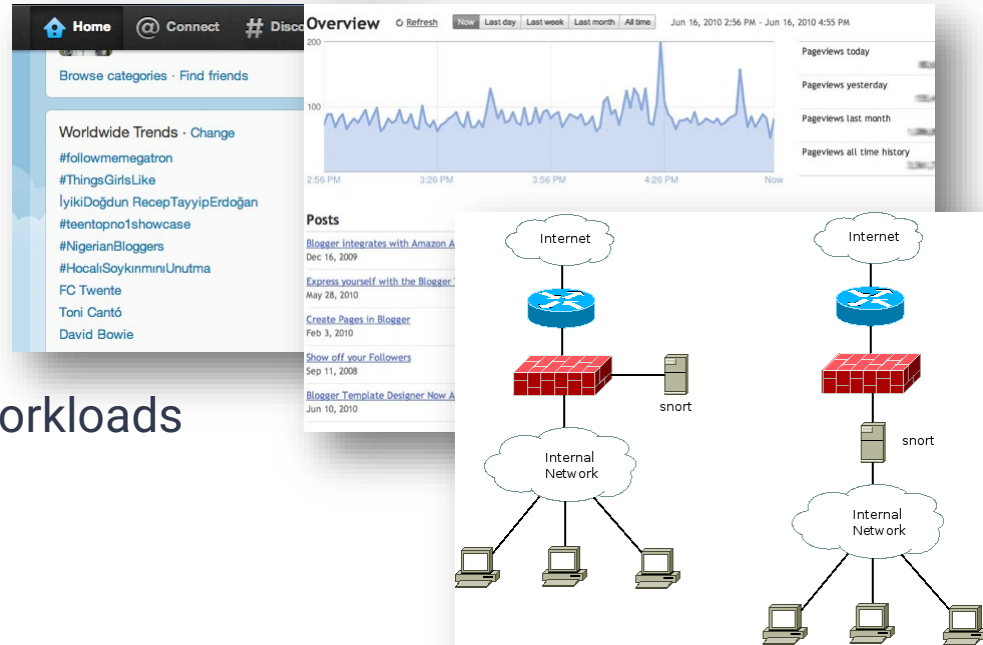 Home @ Connect # Disco
Browse categories · Find friends
Worldwide Trends · Change
#followmemegatron
#ThingsGirlsLike
İyikiDoğdun RecepTayyipErdoğan
#teentopno1showcase
#NigerianBloggers
#HocalıSoykırımınıUnutma
FC Twente
Toni Cantó
David Bowie
orkloads
Overview Refresh Now Last day Last week Last month All time Jun 16, 2010 2:56 PM - Jun 16, 2010 4:55 PM
200
100
2:56 PM 3:26 PM 3:56 PM 4:26 PM Now
Pageviews today
Pageviews yesterday
Pageviews last month
Pageviews all time history
Posts
Blogger integrates with Amazon A
Dec 16, 2009
Express yourself with the Blogger
May 28, 2010
Create Pages in Blogger
Feb 3, 2010
Show off your Followers
Sep 11, 2008
Blogger Template Designer Now A
Jun 10, 2010
Internet
snort
Internal
Network
Internet
snort
Internal
Network